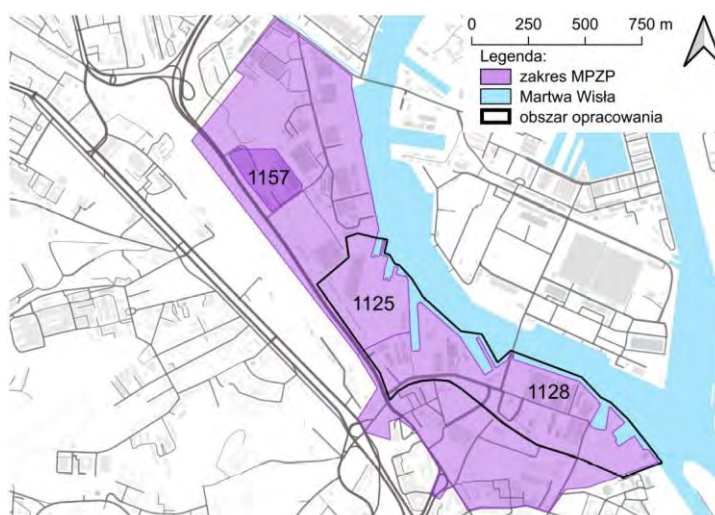 0 250 500 750 m
Legenda:
zakres MPZP
Martwa Wisła
obszar opracowania
1157
1125
1128